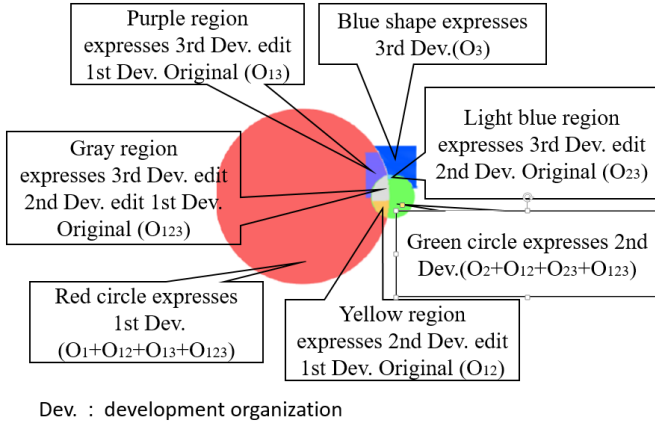 Purple region
expresses 3rd Dev. edit
1st Dev. Original (O13)
Blue shape expresses
3rd Dev.(O3)
Light blue region
expresses 3rd Dev. edit
2nd Dev. Original (O23)
Gray region
expresses 3rd Dev. edit
2nd Dev. edit 1st Dev.
Original (O123)
Green circle expresses 2nd
Dev.(O2+O12+O23+O123)
Red circle expresses
1st Dev.
(O1+O12+O13+O123)
Yellow region
expresses 2nd Dev. edit
1st Dev. Original (O12)
Dev. : development organization